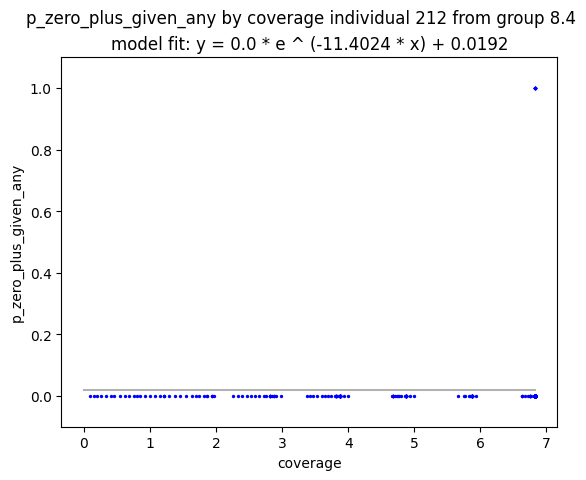 p_zero_plus_given_any by coverage individual 212 from group 8.4
model fit: y = 0.0 * e ^ (-11.4024 * x) + 0.0192
1.0
0.8
0.6
0.4
0.2
0.0
p_zero_plus_given_any
0 1 2 3 4 5 6 7
coverage